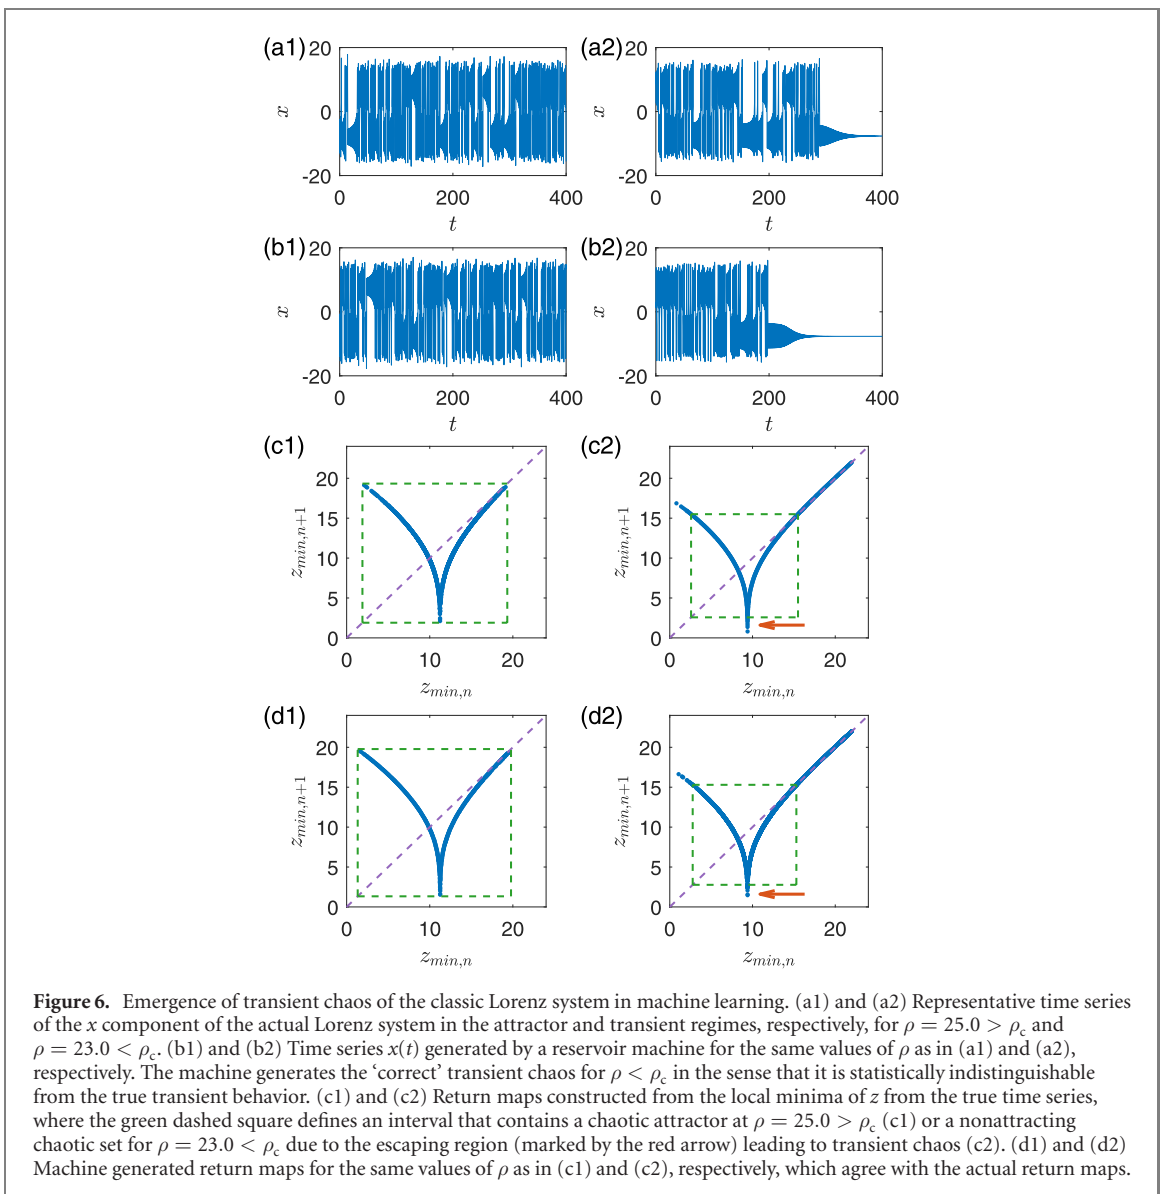 (a1)
20
0
-20
x
0
200
400
t
(a2)
20
0
-20
x
0
200
400
t
(b1)
20
0
-20
x
0
200
400
t
(b2)
20
0
-20
x
0
200
400
t
(c1)
20
15
10
5
0
z_{min,n+1}
0
10
20
z_{min,n}
(c2)
20
15
10
5
0
z_{min,n+1}
0
10
20
z_{min,n}
(d1)
20
15
10
5
0
z_{min,n+1}
0
10
20
z_{min,n}
(d2)
20
15
10
5
0
z_{min,n+1}
0
10
20
z_{min,n}
Figure 6. Emergence of transient chaos of the classic Lorenz system in machine learning. (a1) and (a2) Representative time series
of the x component of the actual Lorenz system in the attractor and transient regimes, respectively, for ρ = 25.0 > ρc and
ρ = 23.0 < ρc. (b1) and (b2) Time series x(t) generated by a reservoir machine for the same values of ρ as in (a1) and (a2),
respectively. The machine generates the ‘correct’ transient chaos for ρ < ρc in the sense that it is statistically indistinguishable
from the true transient behavior. (c1) and (c2) Return maps constructed from the local minima of z from the true time series,
where the green dashed square defines an interval that contains a chaotic attractor at ρ = 25.0 > ρc (c1) or a nonattracting
chaotic set for ρ = 23.0 < ρc due to the escaping region (marked by the red arrow) leading to transient chaos (c2). (d1) and (d2)
Machine generated return maps for the same values of ρ as in (c1) and (c2), respectively, which agree with the actual return maps.